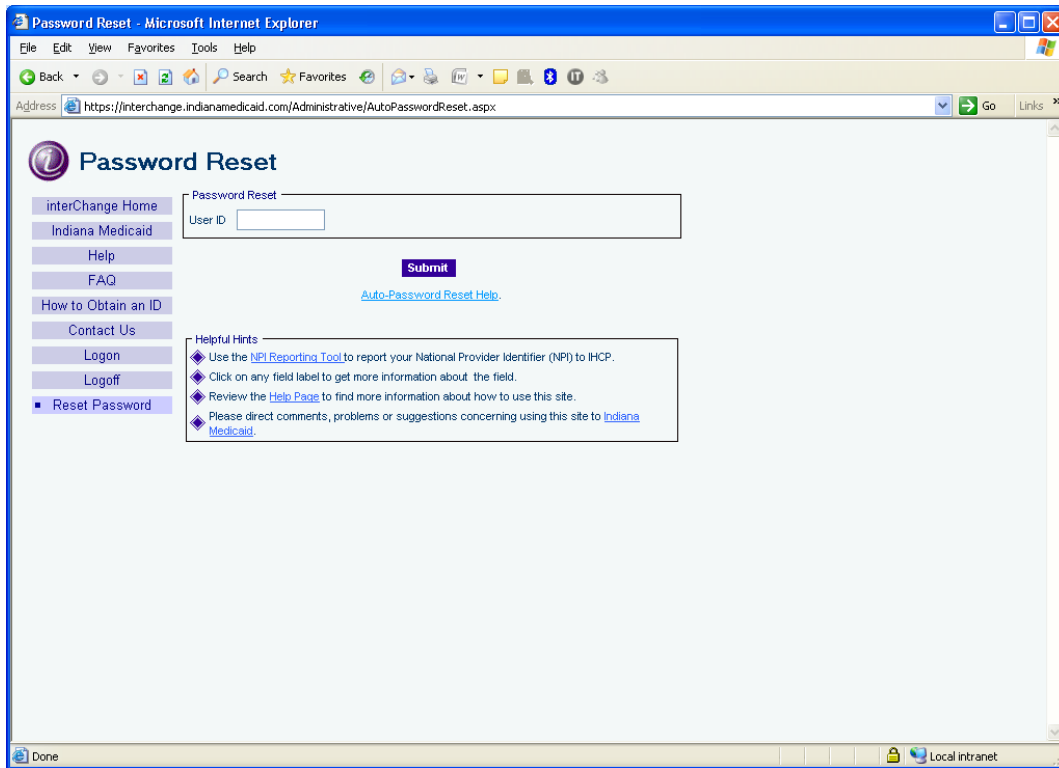 Password Reset - Microsoft Internet Explorer
File Edit View Favorites Tools Help
Back Search Favorites
Address https://interchange.indianamedicaid.com/Administrative/AutoPasswordReset.aspx Go Links »
Password Reset
interChange Home
Indiana Medicaid
Help
FAQ
How to Obtain an ID
Contact Us
Logon
Logoff
Reset Password
Password Reset
User ID
Submit
Auto-Password Reset Help.
Helpful Hints
Use the NPI Reporting Tool to report your National Provider Identifier (NPI) to IHCP.
Click on any field label to get more information about the field.
Review the Help Page to find more information about how to use this site.
Please direct comments, problems or suggestions concerning using this site to Indiana
Medicaid.
Done Local intranet